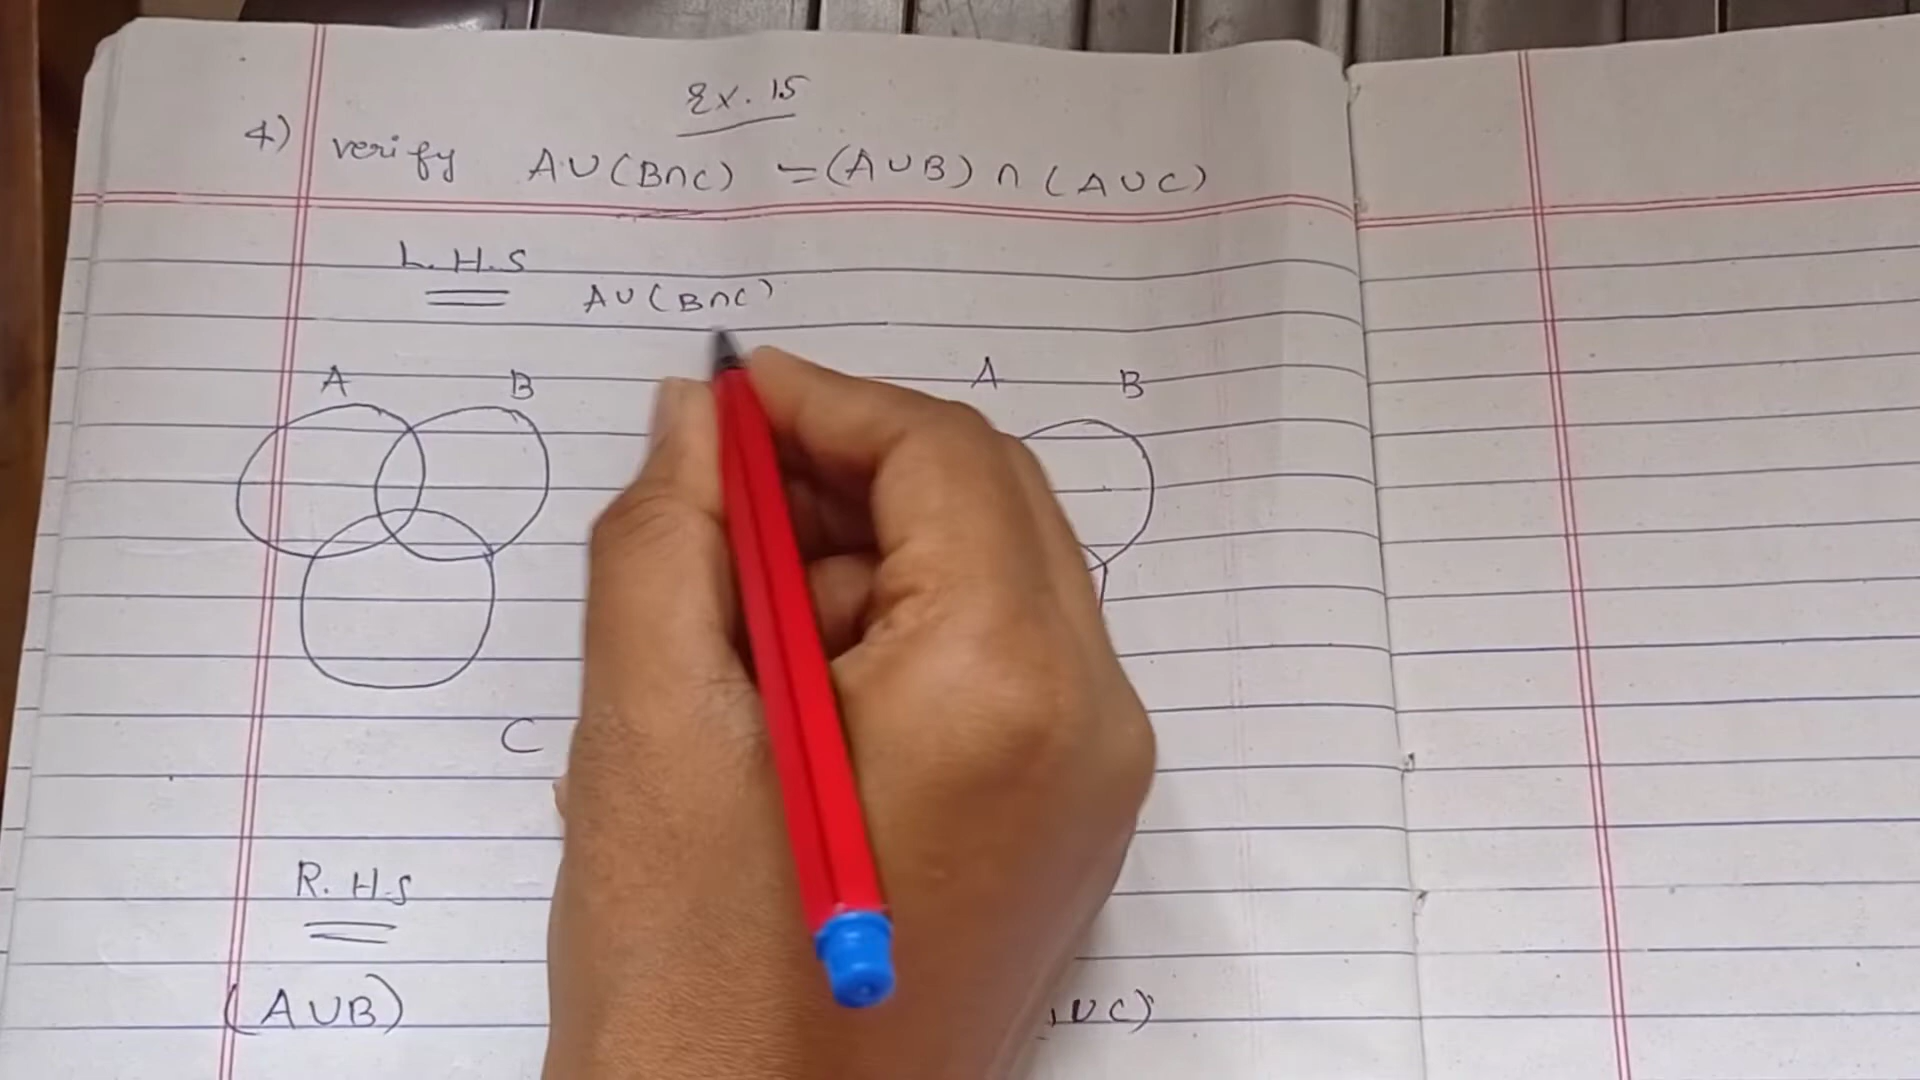 Ex. 15
4) verify A∪(B∩C) = (A∪B) ∩ (A∪C)
L.H.S
A∪(B∩C)
A B A B
C
R.H.S
(A∪B) ∪C)